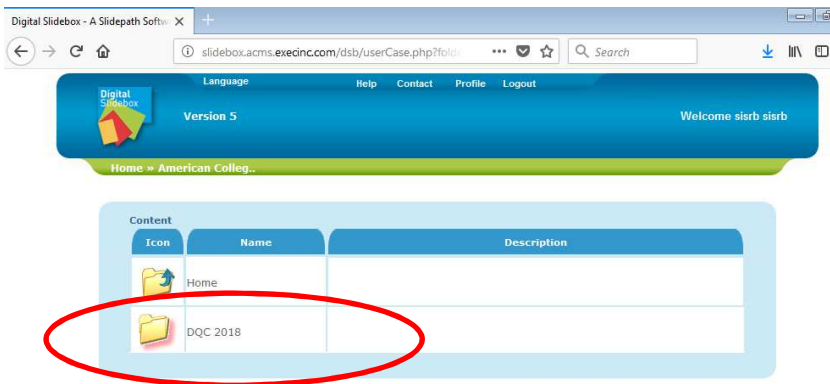 Digital Slidebox - A Slidepath Softw
slidebox.acms.execinc.com/dsb/userCase.php?fold
Search
Language Help Contact Profile Logout
Digital
Slidebox
Version 5
Welcome sisrb sisrb
Home » American Colleg..
Content
Icon Name Description
Home
DQC 2018